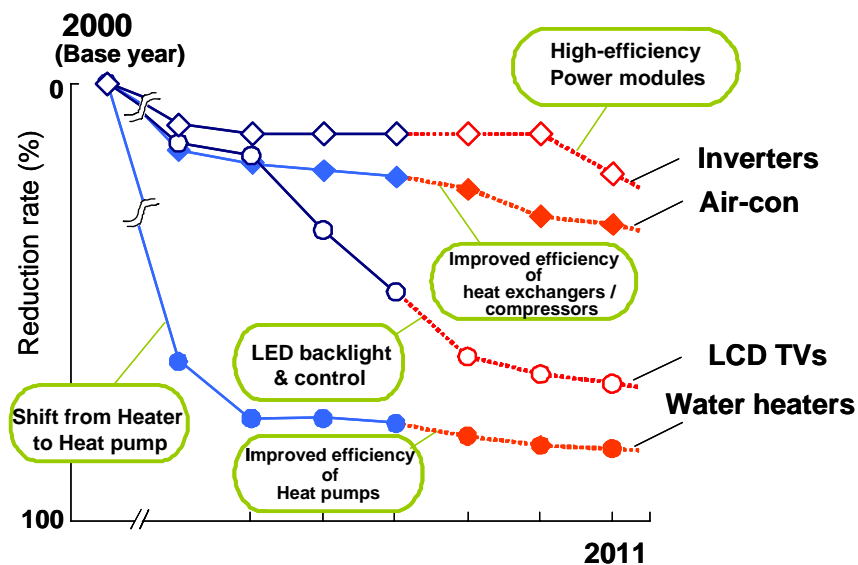 2000
(Base year)
0
Reduction rate (%)
100
2011
High-efficiency
Power modules
Inverters
Air-con
Improved efficiency
of
heat exchangers /
compressors
LED backlight
& control
LCD TVs
Water heaters
Shift from Heater
to Heat pump
Improved efficiency
of
Heat pumps